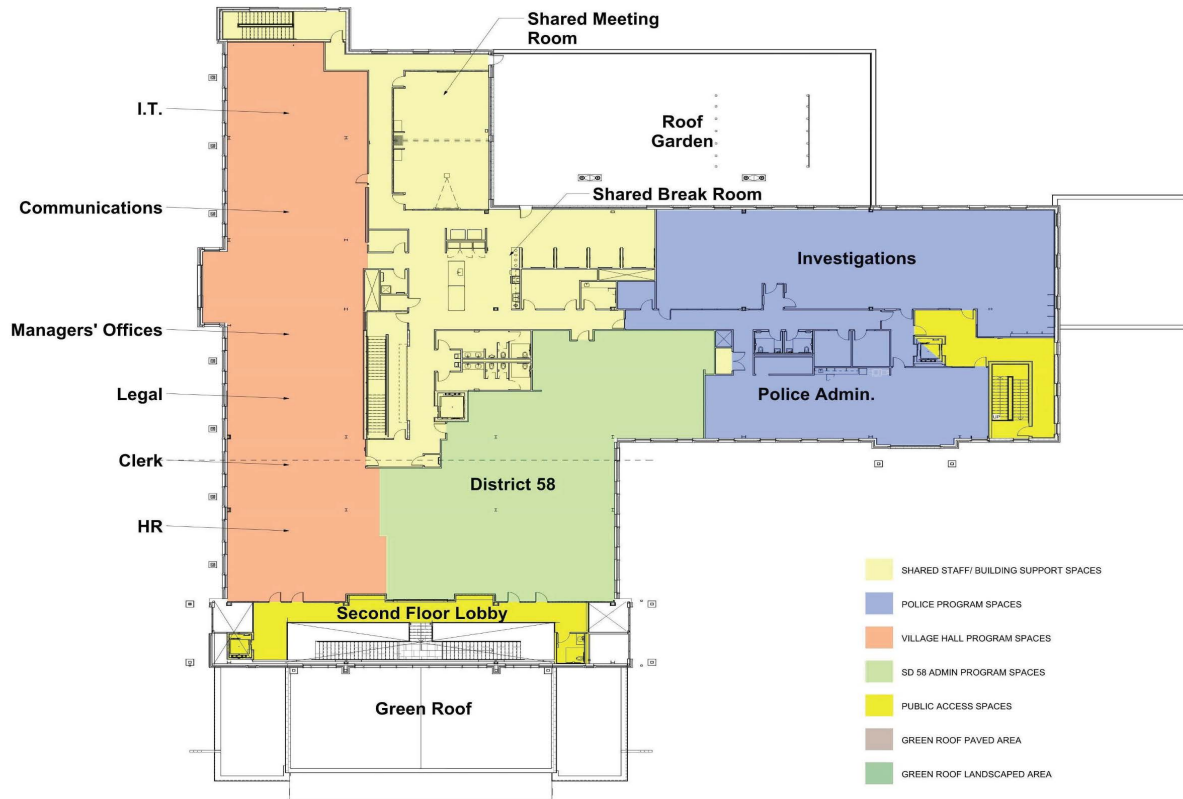 Shared Meeting
Room
I.T.
Roof
Garden
Communications
Shared Break Room
Investigations
Managers' Offices
Legal
Police Admin.
Clerk
District 58
HR
Second Floor Lobby
Green Roof
SHARED STAFF/ BUILDING SUPPORT SPACES
POLICE PROGRAM SPACES
VILLAGE HALL PROGRAM SPACES
SD 58 ADMIN PROGRAM SPACES
PUBLIC ACCESS SPACES
GREEN ROOF PAVED AREA
GREEN ROOF LANDSCAPED AREA